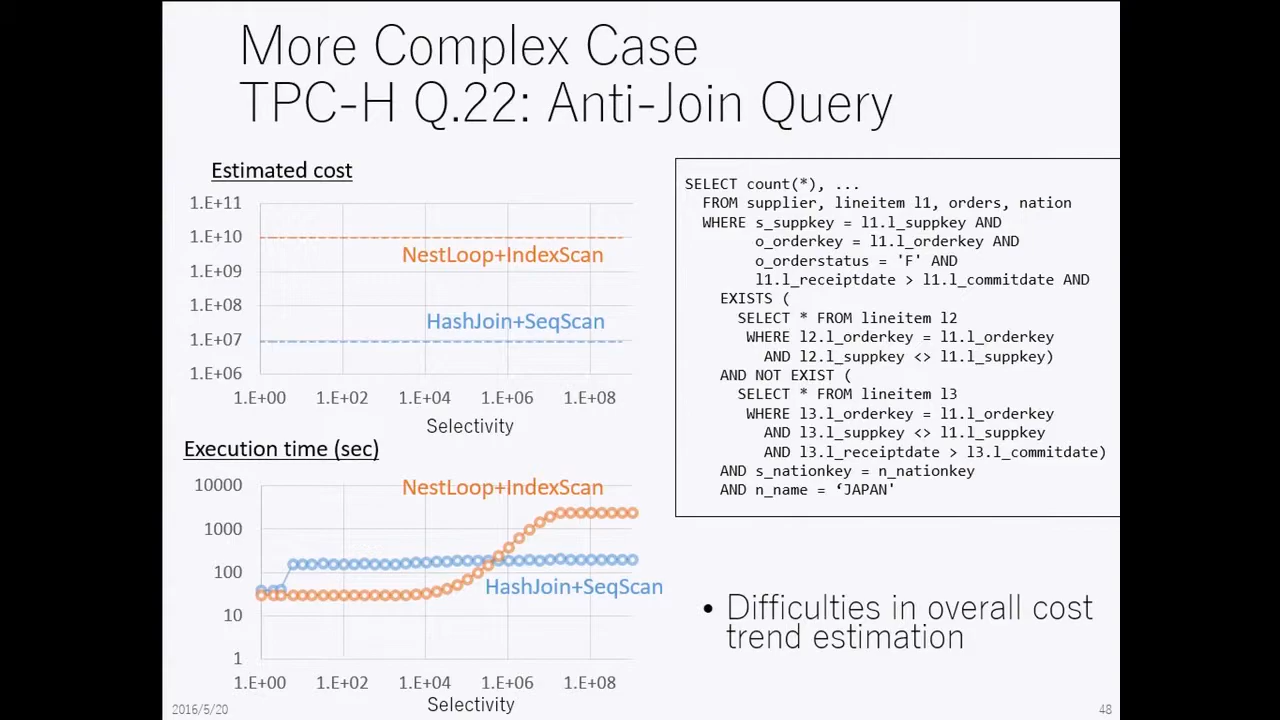 More Complex Case
TPC-H Q.22: Anti-Join Query
Estimated cost
1.E+11
1.E+10
1.E+09
1.E+08
1.E+07
1.E+06
NestLoop+IndexScan
HashJoin+SeqScan
1.E+00 1.E+02 1.E+04 1.E+06 1.E+08
Selectivity
Execution time (sec)
10000
1000
100
10
1
NestLoop+IndexScan
HashJoin+SeqScan
1.E+00 1.E+02 1.E+04 1.E+06 1.E+08
Selectivity
SELECT count(*), ...
FROM supplier, lineitem l1, orders, nation
WHERE s_suppkey = l1.l_suppkey AND
o_orderkey = l1.l_orderkey AND
o_orderstatus = 'F' AND
l1.l_receiptdate > l1.l_commitdate AND
EXISTS (
SELECT * FROM lineitem l2
WHERE l2.l_orderkey = l1.l_orderkey
AND l2.l_suppkey <> l1.l_suppkey)
AND NOT EXIST (
SELECT * FROM lineitem l3
WHERE l3.l_orderkey = l1.l_orderkey
AND l3.l_suppkey <> l1.l_suppkey
AND l3.l_receiptdate > l3.l_commitdate)
AND s_nationkey = n_nationkey
AND n_name = ‘JAPAN'
• Difficulties in overall cost
trend estimation
2016/5/20
48